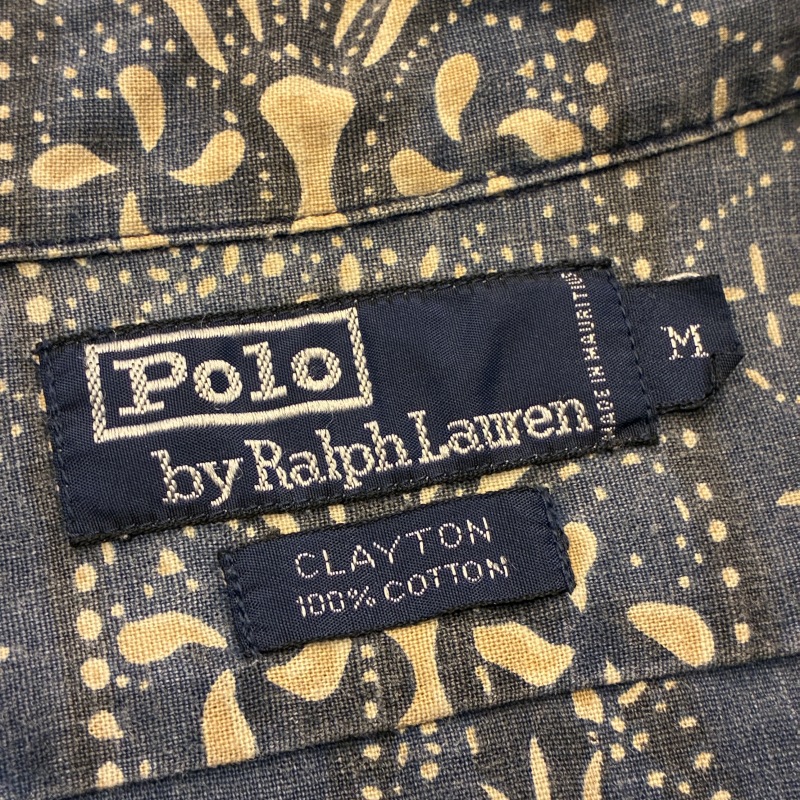 Polo
by Ralph Lauren
MADE IN MAURITIUS
M
CLAYTON
100% COTTON